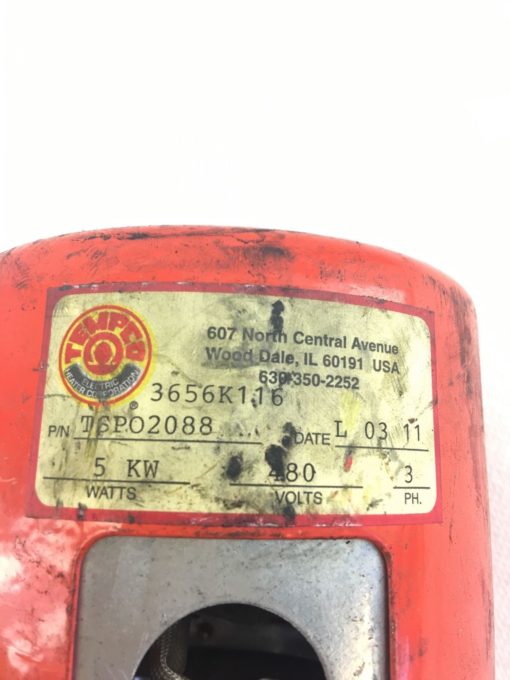 TEMPCO
ELECTRIC
HEATER CORPORATION
®
607 North Central Avenue
Wood Dale, IL 60191 USA
630-350-2252
3656K116
P/N TSPO2088 DATE L 03 11
5 KW 480 3
WATTS VOLTS PH.